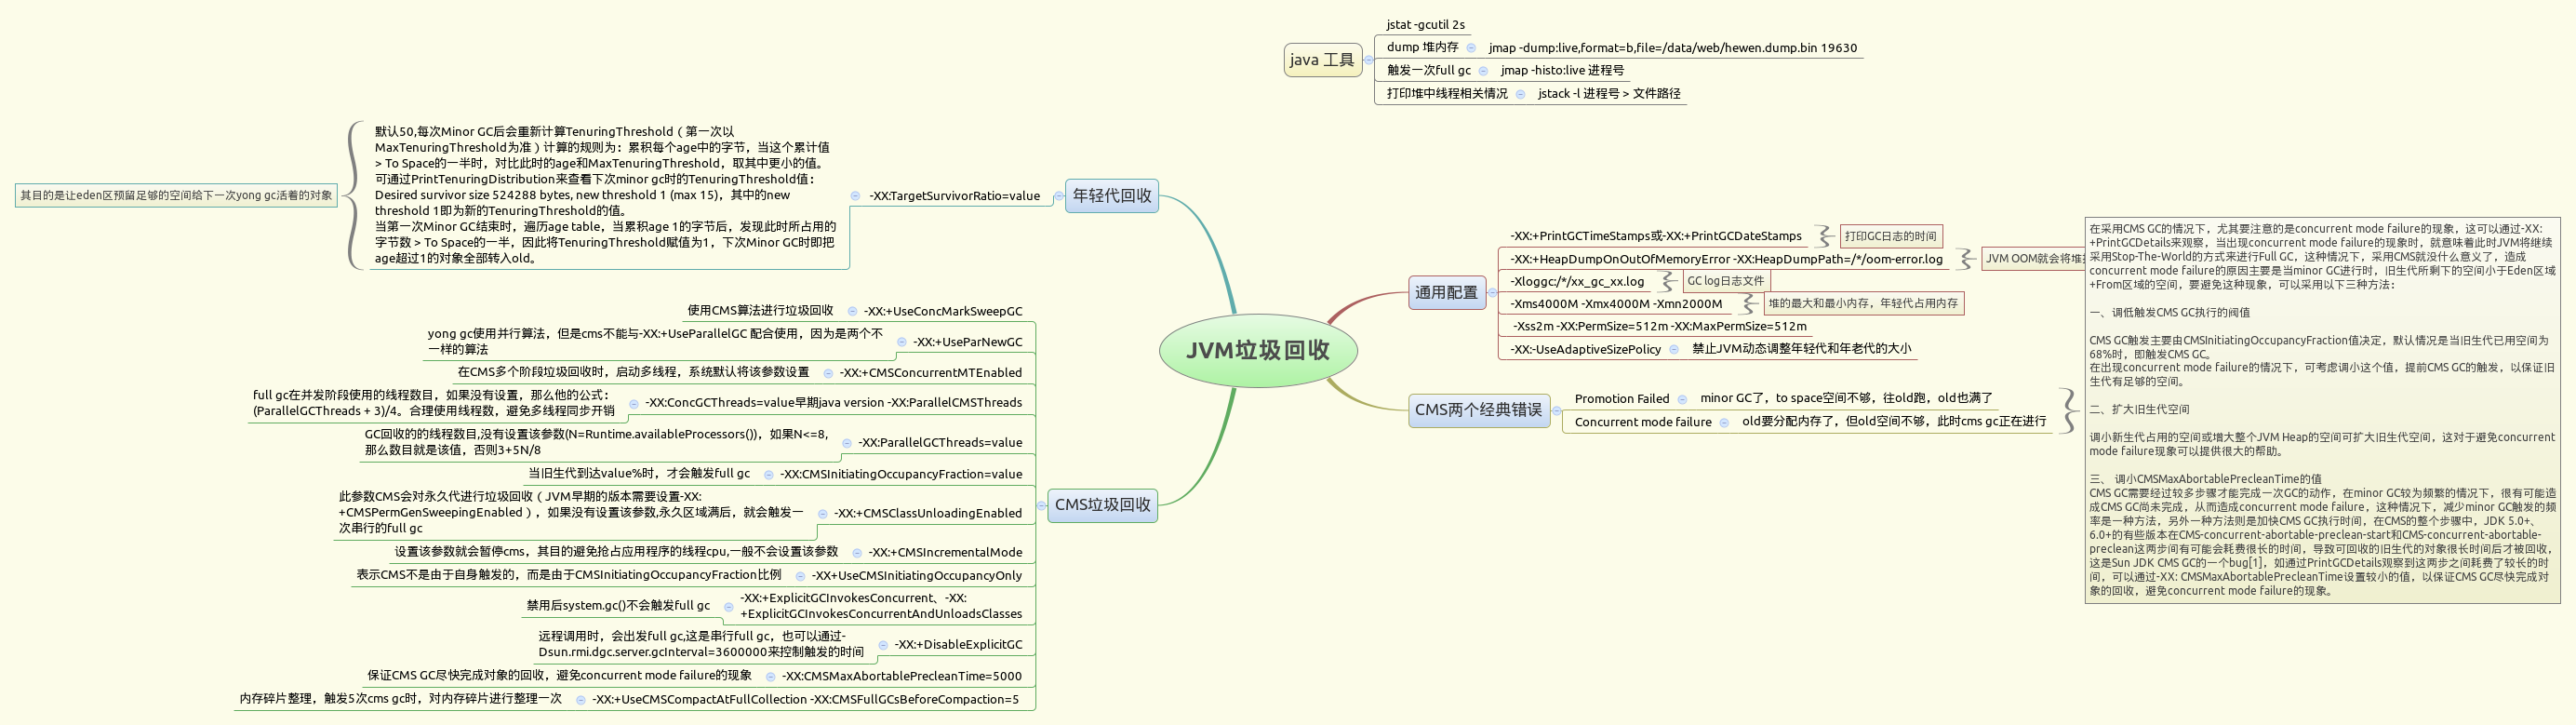 jstat -gcutil 2s
java 工具
dump 堆内存
jmap -dump:live,format=b,file=/data/web/hewen.dump.bin 19630
触发一次full gc
jmap -histo:live 进程号
打印堆中线程相关情况
jstack -l 进程号 > 文件路径
JVM垃圾回收
年轻代回收
-XX:TargetSurvivorRatio=value
默认50,每次Minor GC后会重新计算TenuringThreshold（第一次以
MaxTenuringThreshold为准）计算的规则为：累积每个age中的字节，当这个累计值
> To Space的一半时，对比此时的age和MaxTenuringThreshold，取其中更小的值。
可通过PrintTenuringDistribution来查看下次minor gc时的TenuringThreshold值：
Desired survivor size 524288 bytes, new threshold 1 (max 15)，其中的new
threshold 1即为新的TenuringThreshold的值。
当第一次Minor GC结束时，遍历age table，当累积age 1的字节后，发现此时所占用的
字节数 > To Space的一半，因此将TenuringThreshold赋值为1，下次Minor GC时即把
age超过1的对象全部转入old。
其目的是让eden区预留足够的空间给下一次yong gc活着的对象
CMS垃圾回收
使用CMS算法进行垃圾回收
-XX:+UseConcMarkSweepGC
yong gc使用并行算法，但是cms不能与-XX:+UseParallelGC 配合使用，因为是两个不
一样的算法
-XX:+UseParNewGC
在CMS多个阶段垃圾回收时，启动多线程，系统默认将该参数设置
-XX:+CMSConcurrentMTEnabled
full gc在并发阶段使用的线程数目，如果没有设置，那么他的公式：
(ParallelGCThreads + 3)/4。合理使用线程数，避免多线程同步开销
-XX:ConcGCThreads=value早期java version -XX:ParallelCMSThreads
GC回收的的线程数目,没有设置该参数(N=Runtime.availableProcessors())，如果N<=8,
那么数目就是该值，否则3+5N/8
-XX:ParallelGCThreads=value
当旧生代到达value%时，才会触发full gc
-XX:CMSInitiatingOccupancyFraction=value
此参数CMS会对永久代进行垃圾回收（JVM早期的版本需要设置-XX:
+CMSPermGenSweepingEnabled），如果没有设置该参数,永久区域满后，就会触发一
次串行的full gc
-XX:+CMSClassUnloadingEnabled
设置该参数就会暂停cms，其目的避免抢占应用程序的线程cpu,一般不会设置该参数
-XX:+CMSIncrementalMode
表示CMS不是由于自身触发的，而是由于CMSInitiatingOccupancyFraction比例
-XX+UseCMSInitiatingOccupancyOnly
禁用后system.gc()不会触发full gc
-XX:+ExplicitGCInvokesConcurrent、-XX:
+ExplicitGCInvokesConcurrentAndUnloadsClasses
远程调用时，会出发full gc,这是串行full gc，也可以通过-
Dsun.rmi.dgc.server.gcInterval=3600000来控制触发的时间
-XX:+DisableExplicitGC
保证CMS GC尽快完成对象的回收，避免concurrent mode failure的现象
-XX:CMSMaxAbortablePrecleanTime=5000
内存碎片整理，触发5次cms gc时，对内存碎片进行整理一次
-XX:+UseCMSCompactAtFullCollection -XX:CMSFullGCsBeforeCompaction=5
通用配置
-XX:+PrintGCTimeStamps或-XX:+PrintGCDateStamps
打印GC日志的时间
-XX:+HeapDumpOnOutOfMemoryError -XX:HeapDumpPath=/*/oom-error.log
JVM OOM就会将堆
-Xloggc:/*/xx_gc_xx.log
GC log日志文件
-Xms4000M -Xmx4000M -Xmn2000M
堆的最大和最小内存，年轻代占用内存
-Xss2m -XX:PermSize=512m -XX:MaxPermSize=512m
-XX:-UseAdaptiveSizePolicy
禁止JVM动态调整年轻代和年老代的大小
CMS两个经典错误
Promotion Failed
minor GC了，to space空间不够，往old跑，old也满了
Concurrent mode failure
old要分配内存了，但old空间不够，此时cms gc正在进行
在采用CMS GC的情况下，尤其要注意的是concurrent mode failure的现象，这可以通过-XX:
+PrintGCDetails来观察，当出现concurrent mode failure的现象时，就意味着此时JVM将继续
采用Stop-The-World的方式来进行Full GC，这种情况下，采用CMS就没什么意义了，造成
concurrent mode failure的原因主要是当minor GC进行时，旧生代所剩下的空间小于Eden区域
+From区域的空间，要避免这种现象，可以采用以下三种方法：
一、调低触发CMS GC执行的阀值
CMS GC触发主要由CMSInitiatingOccupancyFraction值决定，默认情况是当旧生代已用空间为
68%时，即触发CMS GC。
在出现concurrent mode failure的情况下，可考虑调小这个值，提前CMS GC的触发，以保证旧
生代有足够的空间。
二、扩大旧生代空间
调小新生代占用的空间或增大整个JVM Heap的空间可扩大旧生代空间，这对于避免concurrent
mode failure现象可以提供很大的帮助。
三、 调小CMSMaxAbortablePrecleanTime的值
CMS GC需要经过较多步骤才能完成一次GC的动作，在minor GC较为频繁的情况下，很有可能造
成CMS GC尚未完成，从而造成concurrent mode failure，这种情况下，减少minor GC触发的频
率是一种方法，另外一种方法则是加快CMS GC执行时间，在CMS的整个步骤中，JDK 5.0+、
6.0+的有些版本在CMS-concurrent-abortable-preclean-start和CMS-concurrent-abortable-
preclean这两步间有可能会耗费很长的时间，导致可回收的旧生代的对象很长时间后才被回收，
这是Sun JDK CMS GC的一个bug[1]，如通过PrintGCDetails观察到这两步之间耗费了较长的时
间，可以通过-XX: CMSMaxAbortablePrecleanTime设置较小的值，以保证CMS GC尽快完成对
象的回收，避免concurrent mode failure的现象。